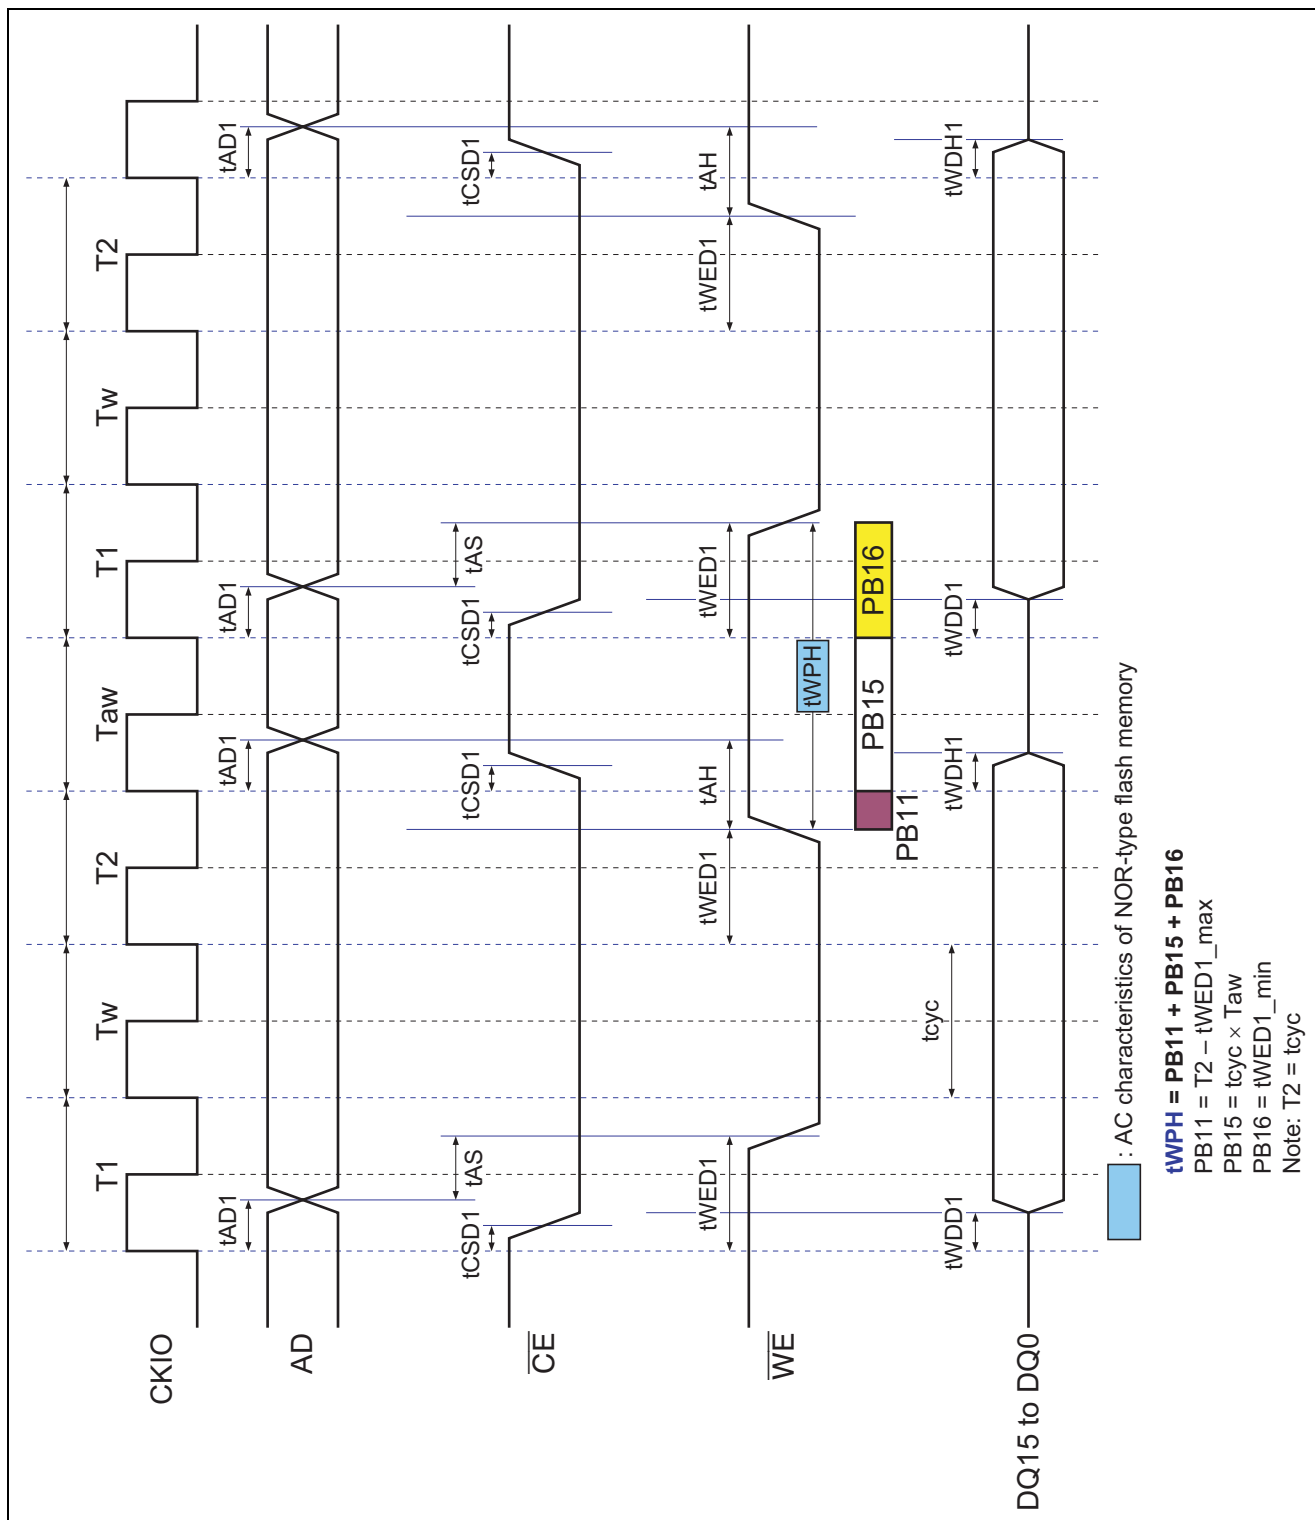 CKIO
T1
Tw
T2
Taw
T1
Tw
T2
AD
tAD1
tAD1
tAD1
tAD1
CE
tCSD1
tAS
tCSD1
tCSD1
tAS
tCSD1
WE
tWED1
tWED1
tAH
tWED1
tWED1
tAH
tWPH
PB11
PB15
PB16
tcyc
DQ15 to DQ0
tWDD1
tWDH1
tWDD1
tWDH1
: AC characteristics of NOR-type flash memory
tWPH = PB11 + PB15 + PB16
PB11 = T2 – tWED1_max
PB15 = tcyc × Taw
PB16 = tWED1_min
Note: T2 = tcyc